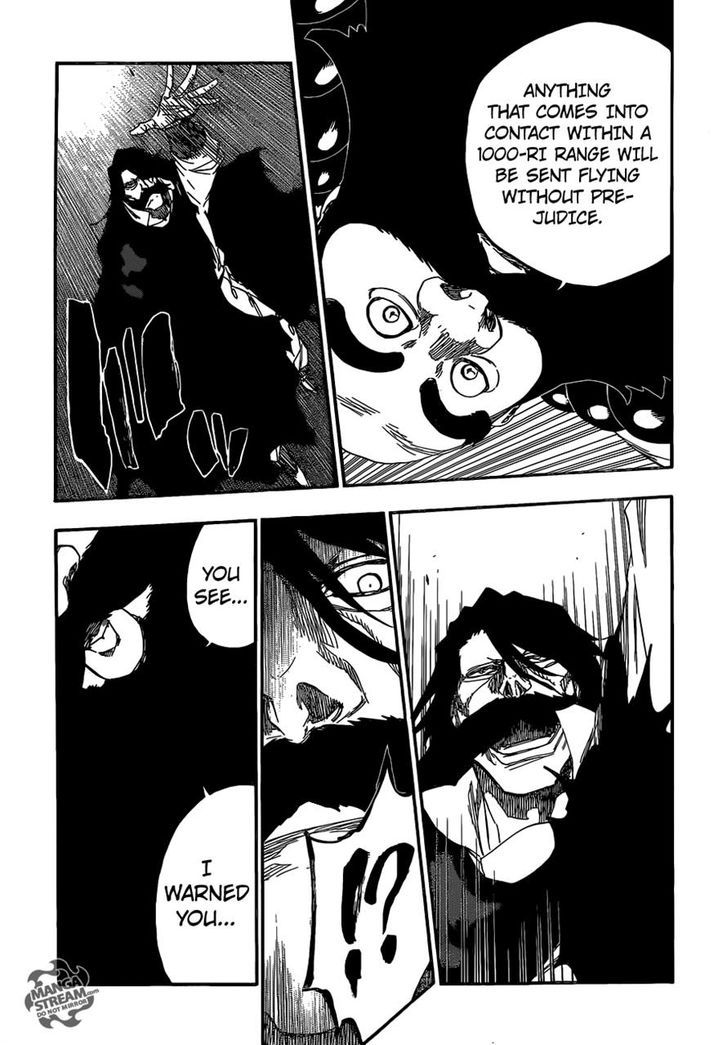 ANYTHING
THAT COMES INTO
CONTACT WITHIN A
1000-RI RANGE WILL
BE SENT FLYING
WITHOUT PRE-
JUDICE.
!?
YOU
SEE...
I
WARNED
YOU...
MANGA
STREAM.com
DO NOT MIRROR